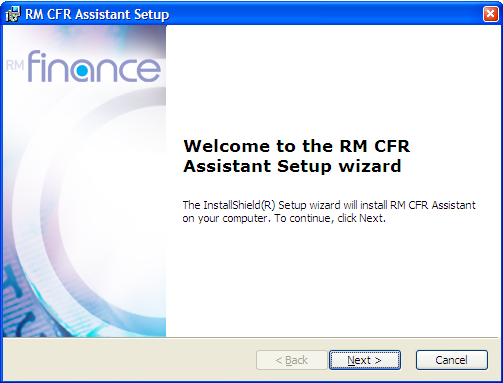 RM CFR Assistant Setup
RM finance
Welcome to the RM CFR
Assistant Setup wizard
The InstallShield(R) Setup wizard will install RM CFR Assistant
on your computer. To continue, click Next.
< Back
Next >
Cancel